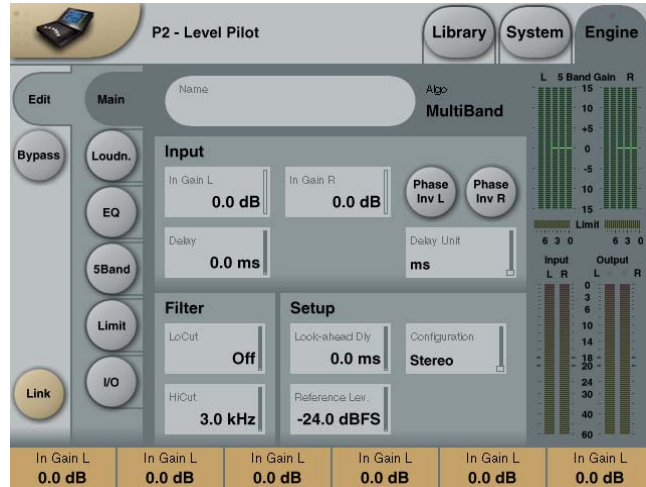 P2 - Level Pilot
Library
System
Engine
Edit
Main
Name
Algo
MultiBand
L 5 Band Gain R
15
10
+5
0
-5
10
15
Limit
6 3 0
6 3 0
Bypass
Loudn.
EQ
5Band
Limit
I/O
Link
Input
In Gain L
0.0 dB
In Gain R
0.0 dB
Phase Inv L
Phase Inv R
Delay
0.0 ms
Delay Unit
ms
Filter
LoCut
Off
HiCut
3.0 kHz
Setup
Look-ahead Dly
0.0 ms
Configuration
Stereo
Reference Lev.
-24.0 dBFS
Input
Output
L R
L R
0
3
6
10
14
18
20
24
30
40
60
In Gain L
0.0 dB
In Gain L
0.0 dB
In Gain L
0.0 dB
In Gain L
0.0 dB
In Gain L
0.0 dB
In Gain L
0.0 dB